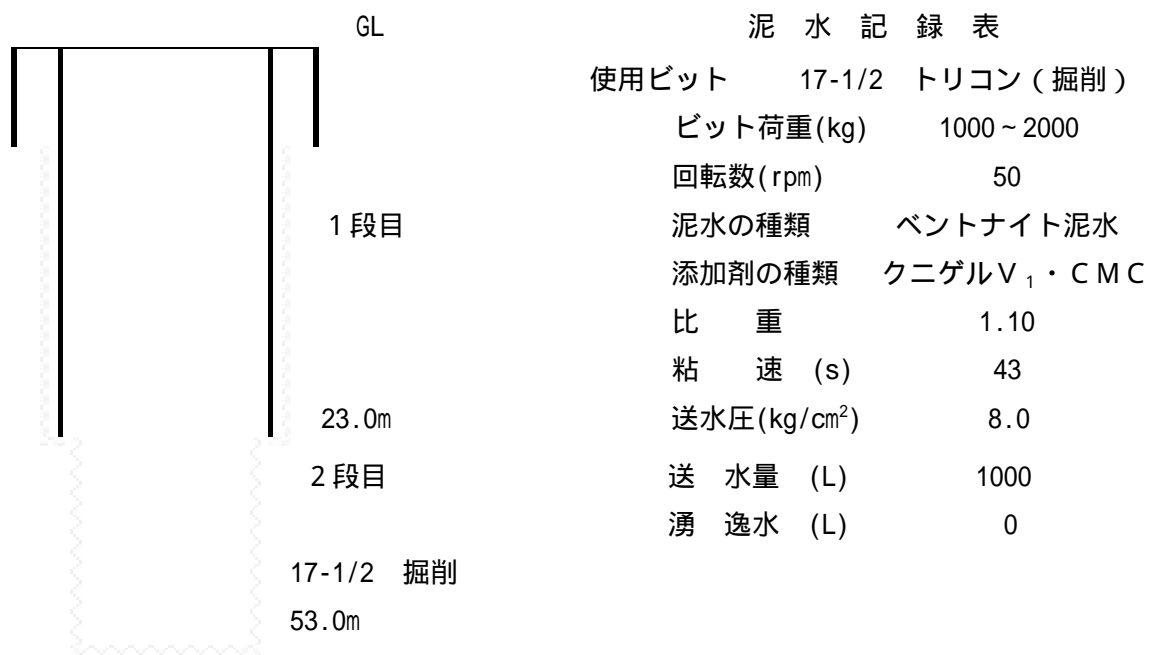 GL
泥 水 記 録 表
使用ビット 17-1/2 トリコン(掘削)
ビット荷重(kg) 1000~2000
回転数(rpm) 50
1段目
泥水の種類 ベントナイト泥水
添加剤の種類 クニゲルV₁・CMC
比 重 1.10
粘 速 (s) 43
23.0m
送水圧(kg/cm²) 8.0
2段目
送 水量 (L) 1000
湧 逸水 (L) 0
17-1/2 掘削
53.0m